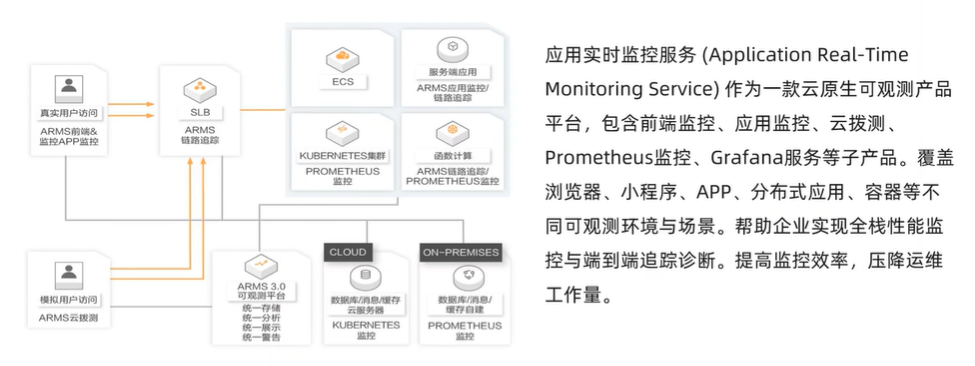 ECS
服务端应用
ARMS应用监控/
链路追踪
真实用户访问
ARMS前端&
监控APP监控
SLB
ARMS
链路追踪
KUBERNETES集群
PROMETHEUS
监控
函数计算
ARMS链路追踪/
PROMETHEUS监控
模拟用户访问
ARMS云拨测
ARMS 3.0
可观测平台
统一存储
统一分析
统一展示
统一警告
CLOUD
数据库/消息/缓存
云服务器
KUBERNETES
监控
ON-PREMISES
数据库/消息/
缓存自建
PROMETHEUS
监控
应用实时监控服务 (Application Real-Time
Monitoring Service) 作为一款云原生可观测产品
平台，包含前端监控、应用监控、云拨测、
Prometheus监控、Grafana服务等子产品。覆盖
浏览器、小程序、APP、分布式应用、容器等不
同可观测环境与场景。帮助企业实现全栈性能监
控与端到端追踪诊断。提高监控效率，压降运维
工作量。